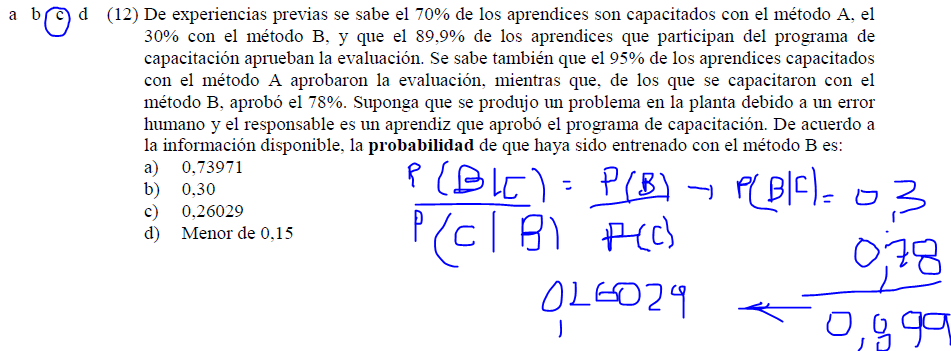 a b c d (12) De experiencias previas se sabe el 70% de los aprendices son capacitados con el método A, el
30% con el método B, y que el 89,9% de los aprendices que participan del programa de
capacitación aprueban la evaluación. Se sabe también que el 95% de los aprendices capacitados
con el método A aprobaron la evaluación, mientras que, de los que se capacitaron con el
método B, aprobó el 78%. Suponga que se produjo un problema en la planta debido a un error
humano y el responsable es un aprendiz que aprobó el programa de capacitación. De acuerdo a
la información disponible, la probabilidad de que haya sido entrenado con el método B es:
a) 0,73971
b) 0,30
c) 0,26029
d) Menor de 0,15
P(B|C) = P(B) → P(B|C) = 0,3
P(C|B) P(C) 0,78
0,26029 ← 0,899